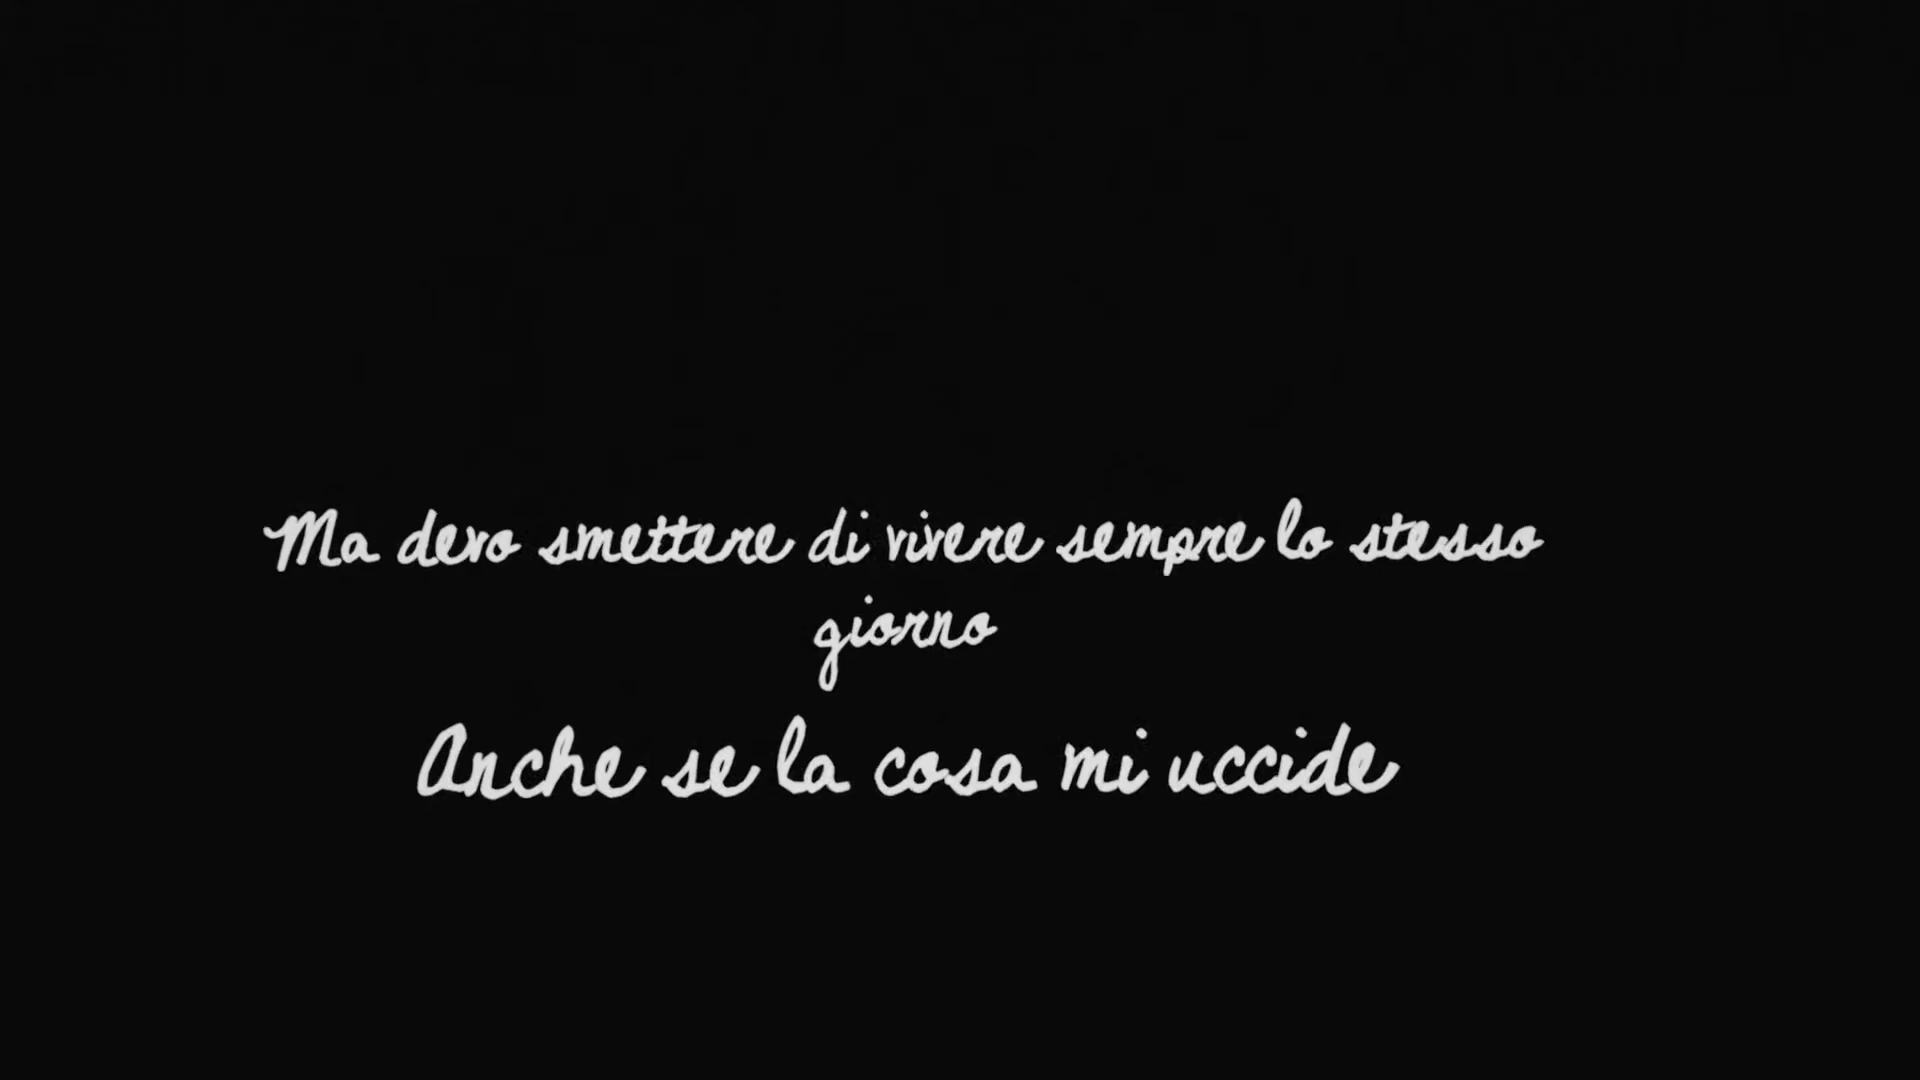 Ma devo smettere di vivere sempre lo stesso
giorno
Anche se la cosa mi uccide